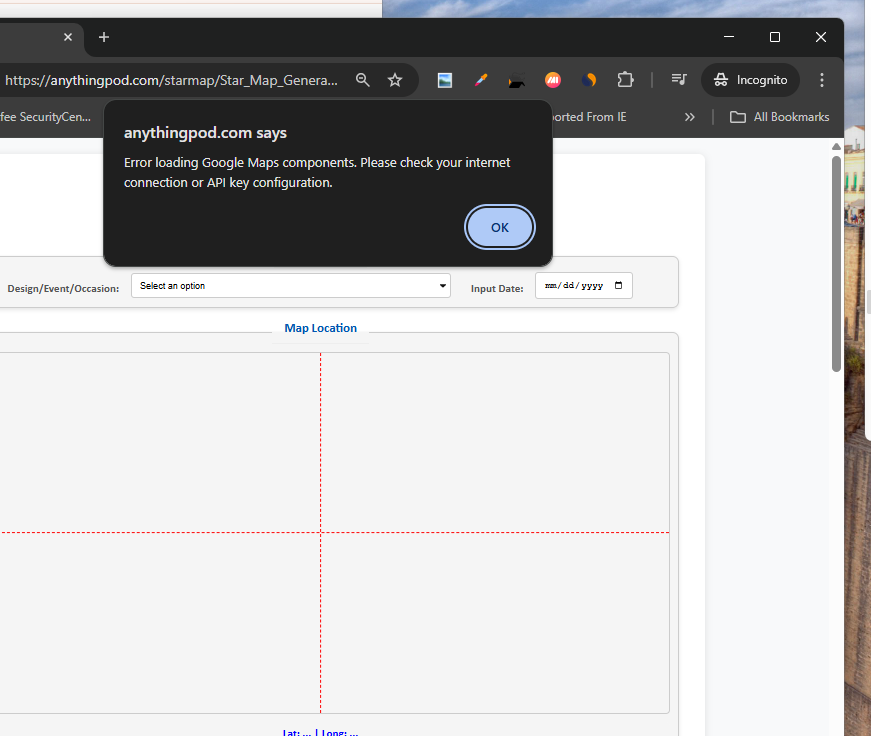 https://anythingpod.com/starmap/Star_Map_Genera...
Incognito
fee SecurityCen...
ported From IE
All Bookmarks
anythingpod.com says
Error loading Google Maps components. Please check your internet
connection or API key configuration.
OK
Design/Event/Occasion:
Select an option
Input Date:
mm/dd/yyyy
Map Location
Lat: ... | Long: ...